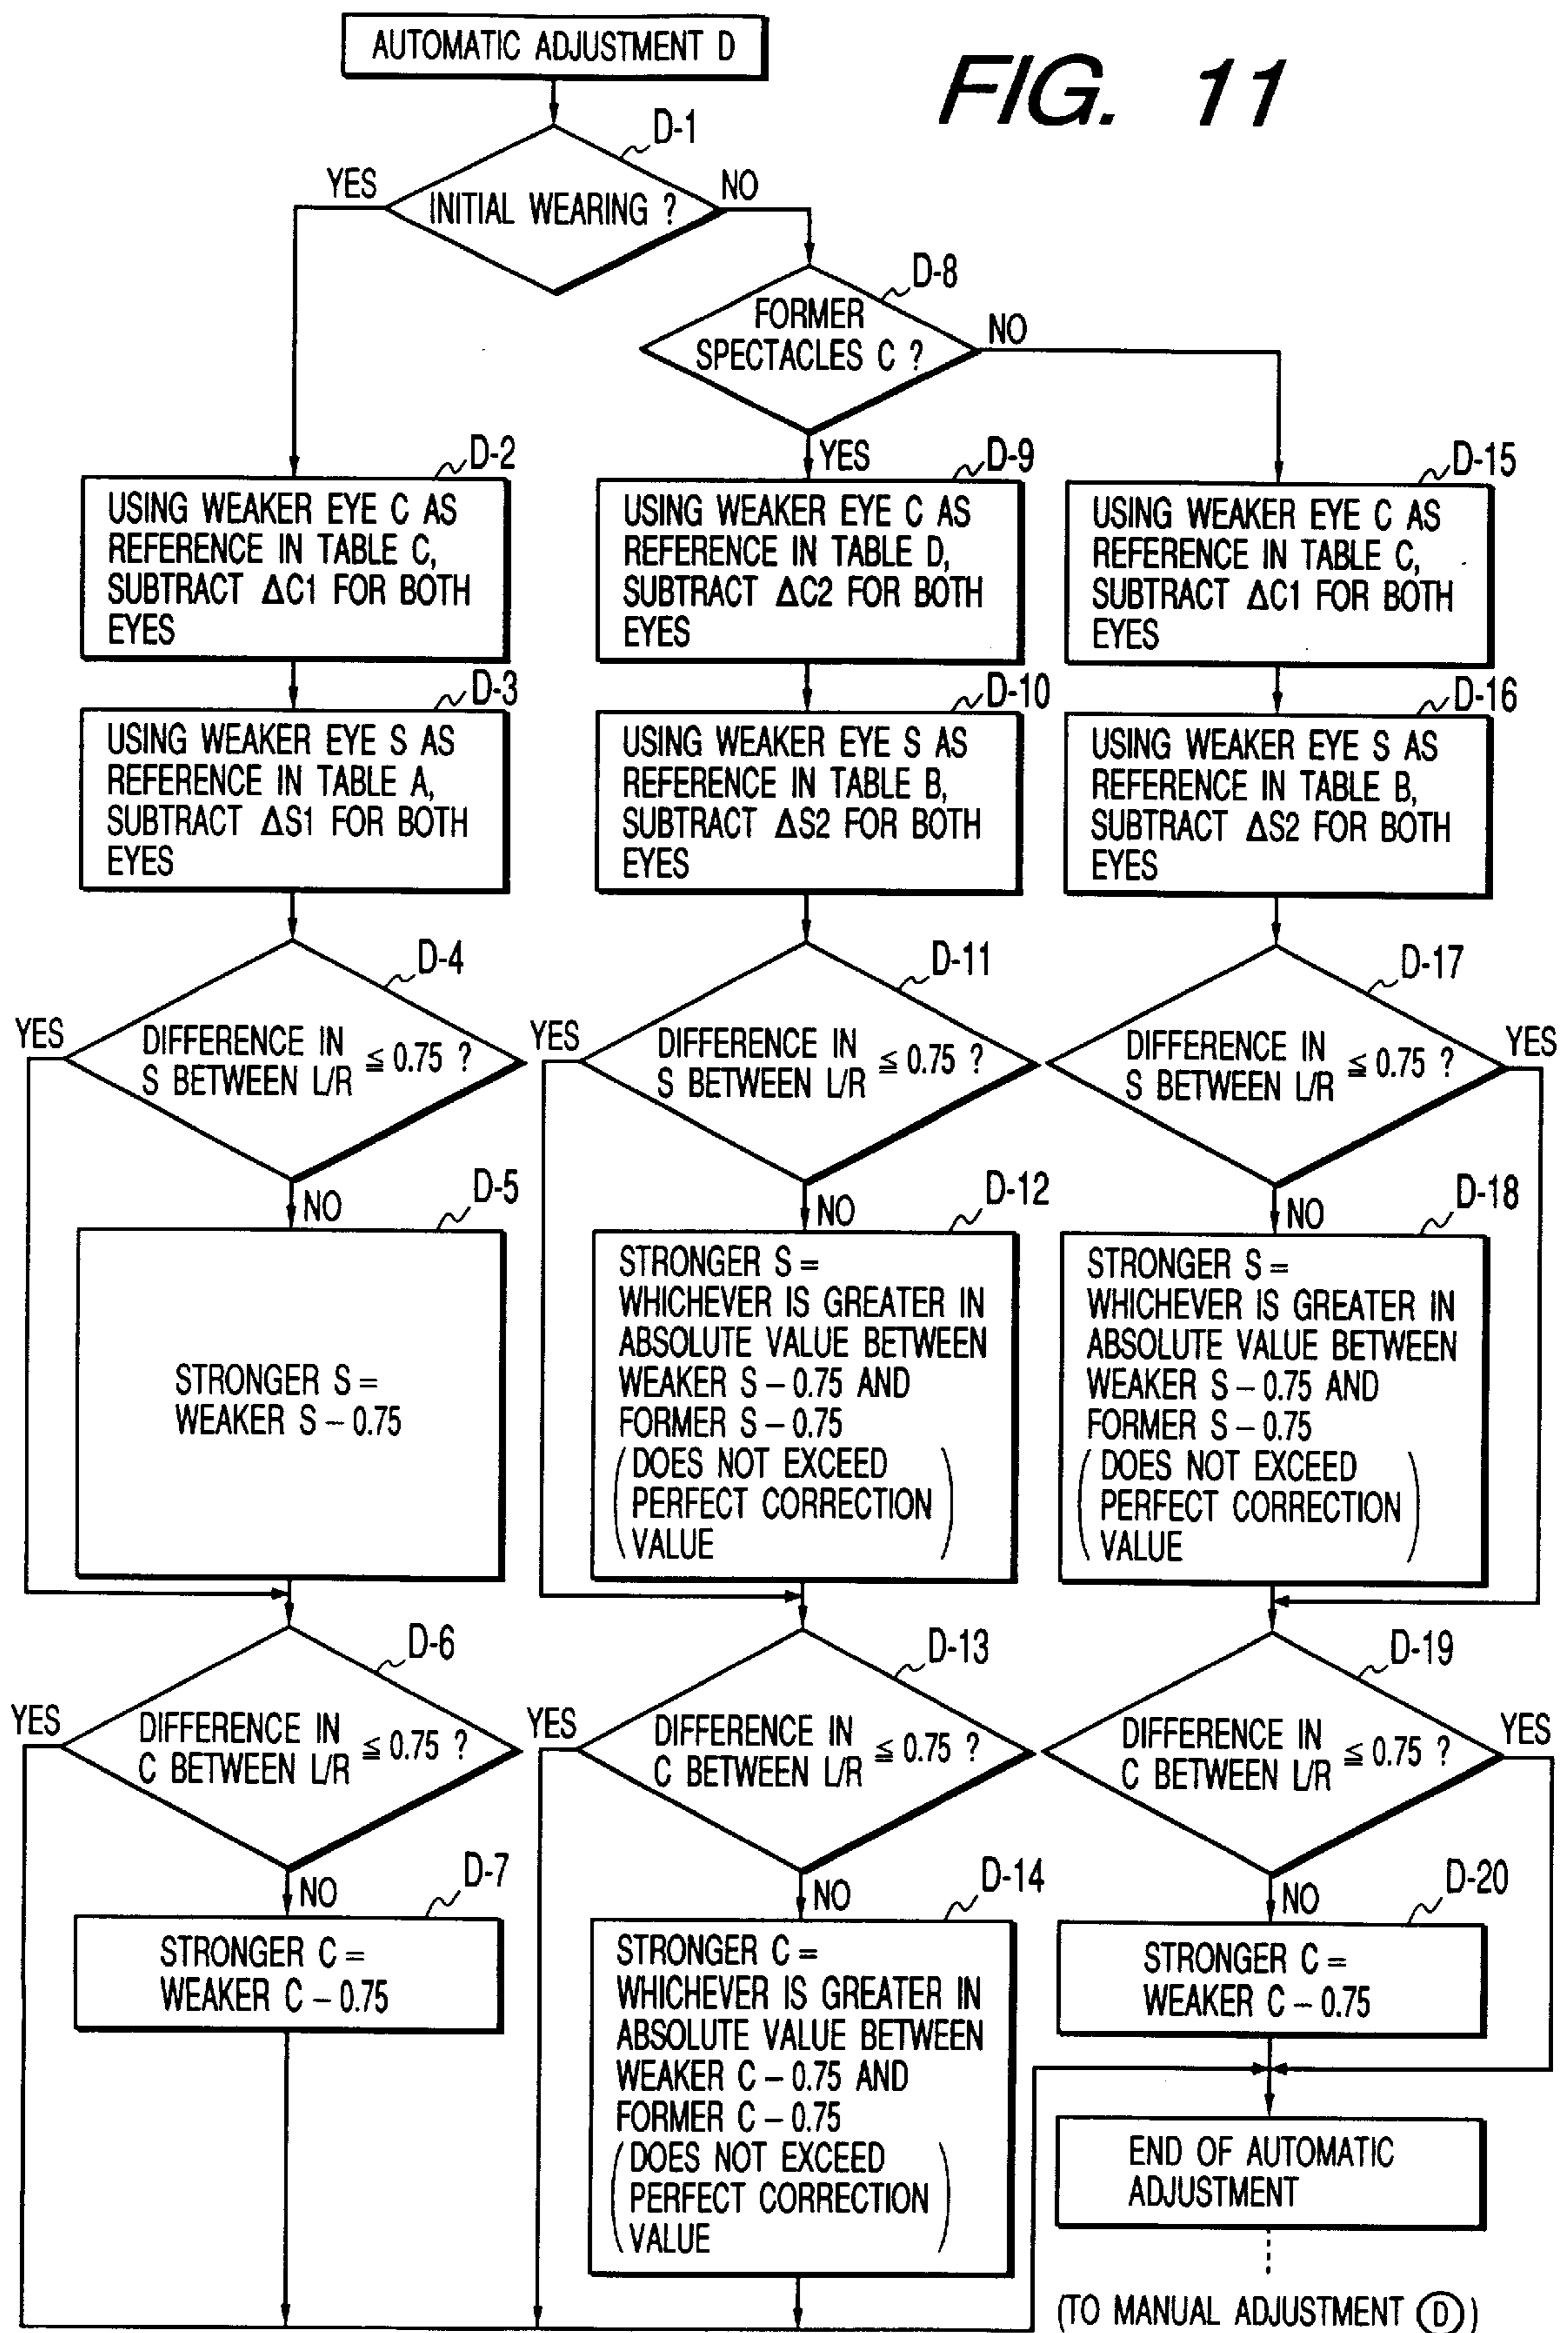 AUTOMATIC ADJUSTMENT D
FIG. 11
D-1
YES
INITIAL WEARING ?
NO
D-8
FORMER
SPECTACLES C ?
NO
YES
D-2
USING WEAKER EYE C AS
REFERENCE IN TABLE C,
SUBTRACT ΔC1 FOR BOTH
EYES
D-9
USING WEAKER EYE C AS
REFERENCE IN TABLE D,
SUBTRACT ΔC2 FOR BOTH
EYES
D-15
USING WEAKER EYE C AS
REFERENCE IN TABLE C,
SUBTRACT ΔC1 FOR BOTH
EYES
D-3
USING WEAKER EYE S AS
REFERENCE IN TABLE A,
SUBTRACT ΔS1 FOR BOTH
EYES
D-10
USING WEAKER EYE S AS
REFERENCE IN TABLE B,
SUBTRACT ΔS2 FOR BOTH
EYES
D-16
USING WEAKER EYE S AS
REFERENCE IN TABLE B,
SUBTRACT ΔS2 FOR BOTH
EYES
D-4
YES
DIFFERENCE IN
S BETWEEN L/R ≦ 0.75 ?
NO
D-11
YES
DIFFERENCE IN
S BETWEEN L/R ≦ 0.75 ?
NO
D-17
YES
DIFFERENCE IN
S BETWEEN L/R ≦ 0.75 ?
NO
D-5
STRONGER S =
WEAKER S – 0.75
D-12
STRONGER S =
WHICHEVER IS GREATER IN
ABSOLUTE VALUE BETWEEN
WEAKER S – 0.75 AND
FORMER S – 0.75
(DOES NOT EXCEED
PERFECT CORRECTION
VALUE)
D-18
STRONGER S =
WHICHEVER IS GREATER IN
ABSOLUTE VALUE BETWEEN
WEAKER S – 0.75 AND
FORMER S – 0.75
(DOES NOT EXCEED
PERFECT CORRECTION
VALUE)
D-6
YES
DIFFERENCE IN
C BETWEEN L/R ≦ 0.75 ?
NO
D-13
YES
DIFFERENCE IN
C BETWEEN L/R ≦ 0.75 ?
NO
D-19
YES
DIFFERENCE IN
C BETWEEN L/R ≦ 0.75 ?
NO
D-7
STRONGER C =
WEAKER C – 0.75
D-14
STRONGER C =
WHICHEVER IS GREATER IN
ABSOLUTE VALUE BETWEEN
WEAKER C – 0.75 AND
FORMER C – 0.75
(DOES NOT EXCEED
PERFECT CORRECTION
VALUE)
D-20
STRONGER C =
WEAKER C – 0.75
END OF AUTOMATIC
ADJUSTMENT
(TO MANUAL ADJUSTMENT Ⓓ)